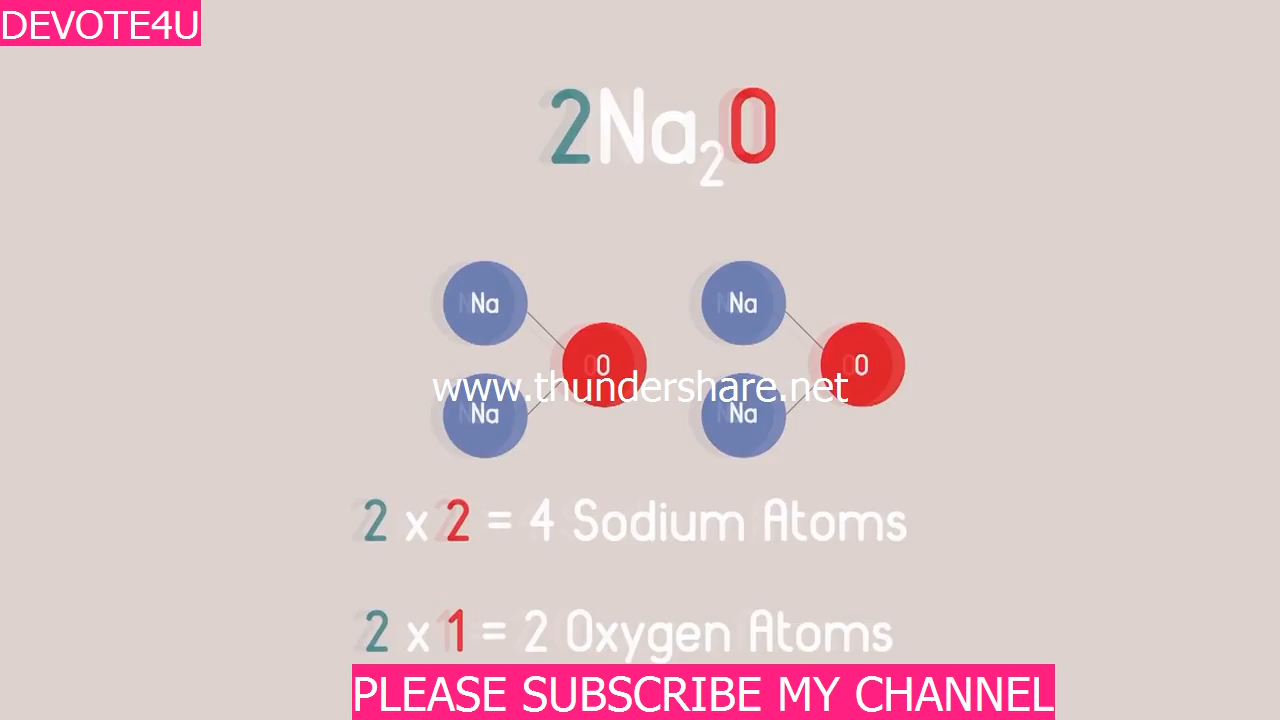 DEVOTE4U
2Na₂O
Na Na
O O
www.thundershare.net
Na Na
2 x 2 = 4 Sodium Atoms
2 x 1 = 2 Oxygen Atoms
PLEASE SUBSCRIBE MY CHANNEL